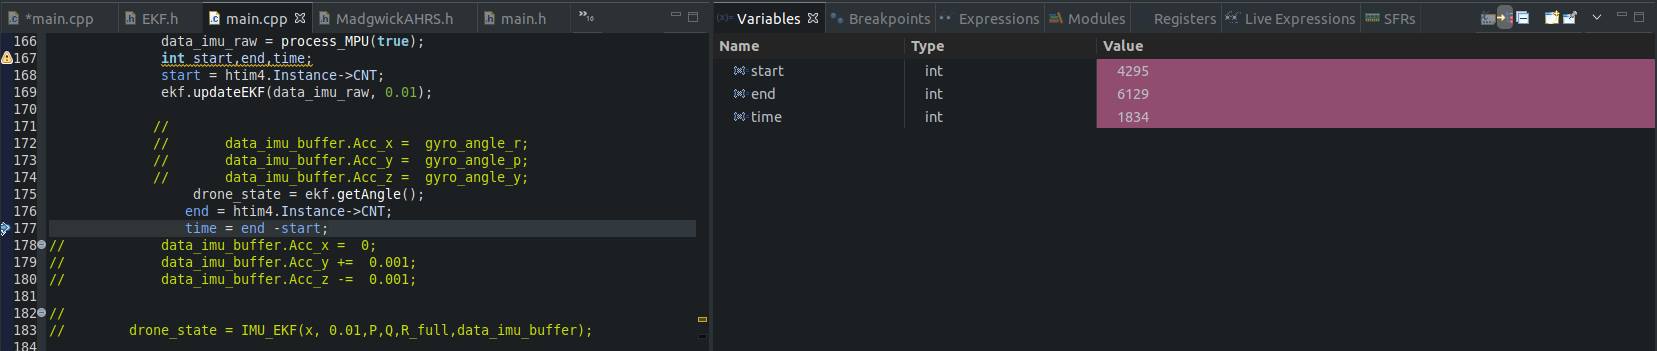 *main.cpp EKF.h main.cpp MadgwickAHRS.h main.h »10
166 data_imu_raw = process_MPU(true);
167 int start,end,time;
168 start = htim4.Instance->CNT;
169 ekf.updateEKF(data_imu_raw, 0.01);
170
171 //
172 // data_imu_buffer.Acc_x = gyro_angle_r;
173 // data_imu_buffer.Acc_y = gyro_angle_p;
174 // data_imu_buffer.Acc_z = gyro_angle_y;
175 drone_state = ekf.getAngle();
176 end = htim4.Instance->CNT;
177 time = end -start;
178 // data_imu_buffer.Acc_x = 0;
179 // data_imu_buffer.Acc_y += 0.001;
180 // data_imu_buffer.Acc_z -= 0.001;
181
182 //
183 // drone_state = IMU_EKF(x, 0.01,P,Q,R_full,data_imu_buffer);
184
(x)= Variables Breakpoints Expressions Modules Registers Live Expressions SFRs
Name Type Value
start int 4295
end int 6129
time int 1834